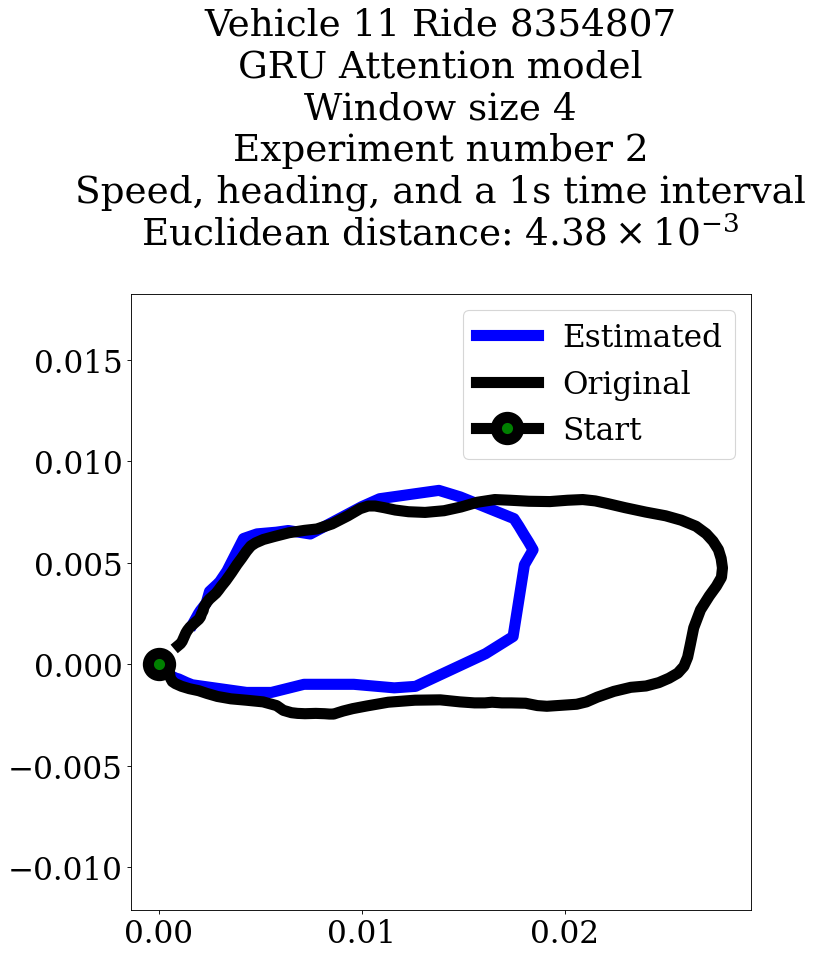 Vehicle 11 Ride 8354807
GRU Attention model
Window size 4
Experiment number 2
Speed, heading, and a 1s time interval
Euclidean distance: 4.38 × 10⁻³
Estimated
Original
Start
0.015
0.010
0.005
0.000
−0.005
−0.010
0.00 0.01 0.02